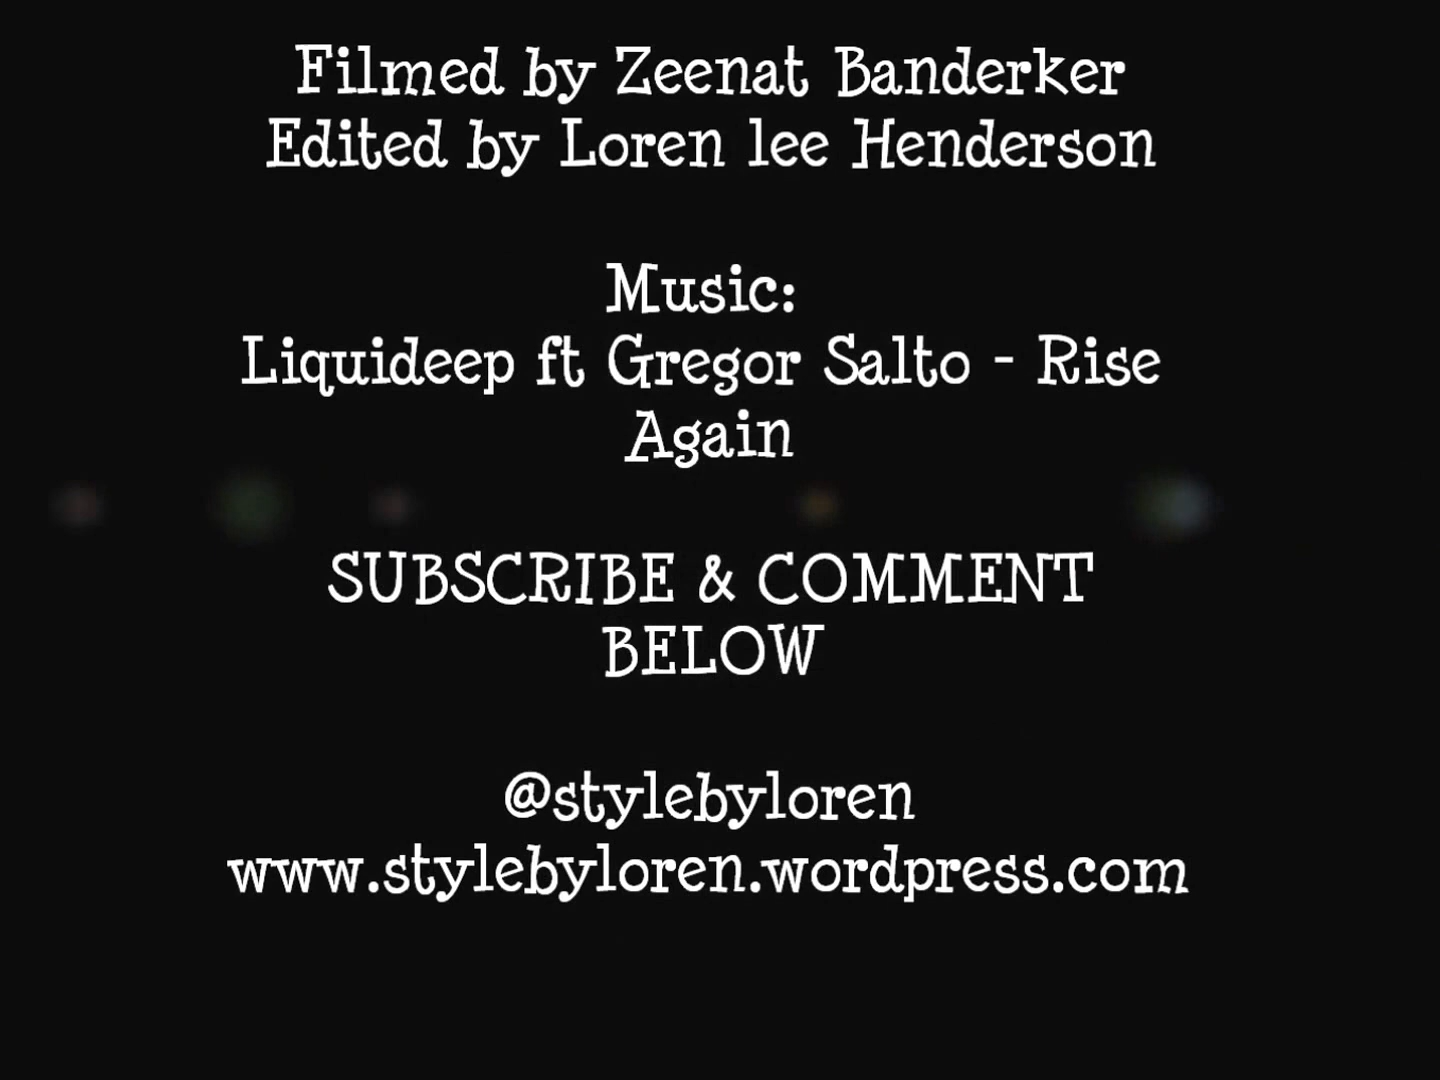 Filmed by Zeenat Banderker
Edited by Loren lee Henderson
Music:
Liquideep ft Gregor Salto - Rise
Again
SUBSCRIBE & COMMENT
BELOW
@stylebyloren
www.stylebyloren.wordpress.com